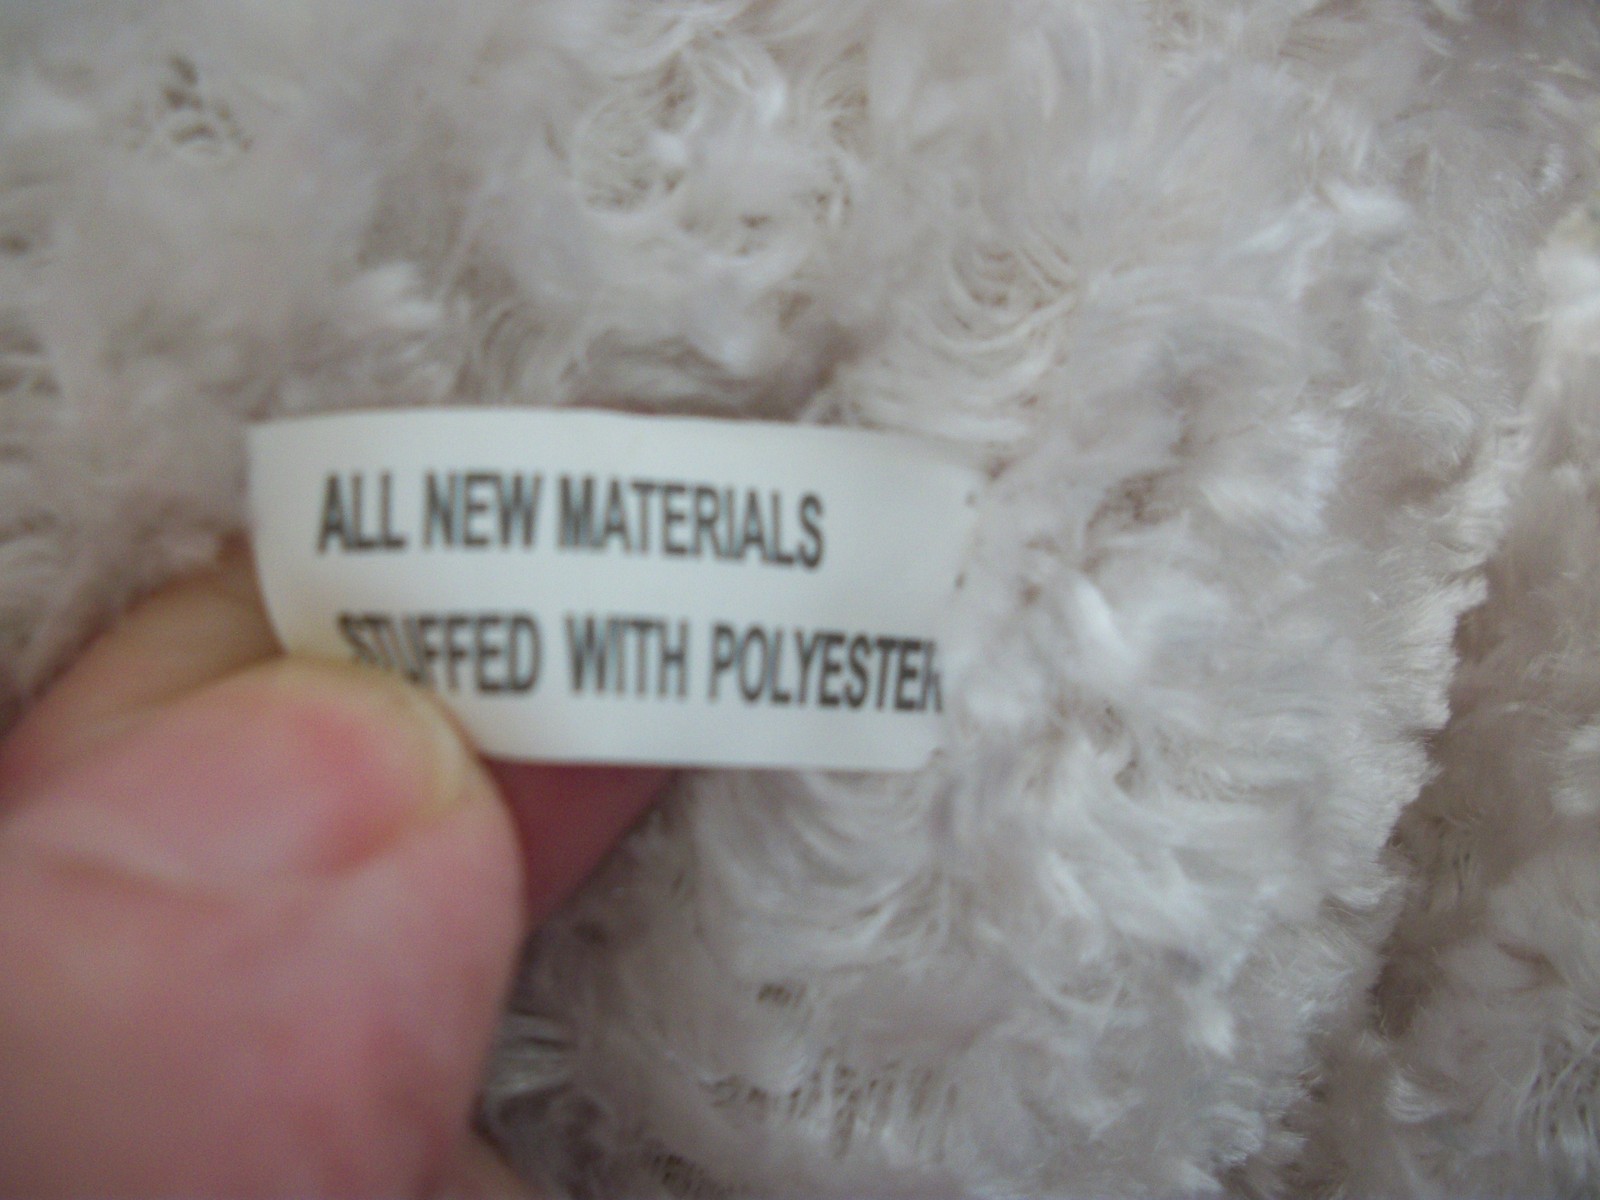 ALL NEW MATERIALS
STUFFED WITH POLYESTER